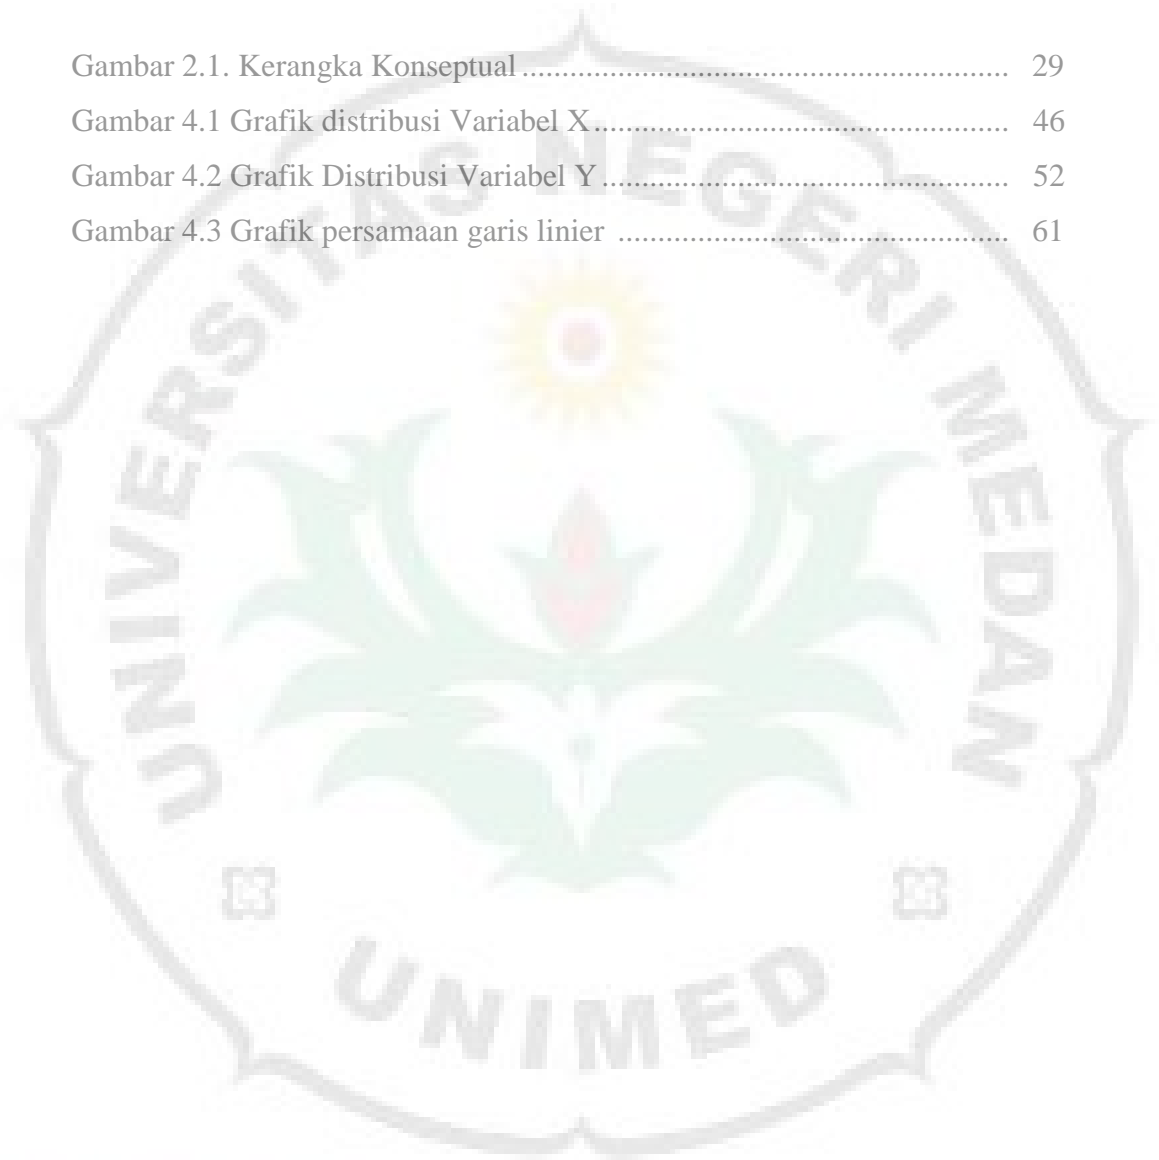 Gambar 2.1. Kerangka Konseptual ............................................................. 29
Gambar 4.1 Grafik distribusi Variabel X .................................................... 46
Gambar 4.2 Grafik Distribusi Variabel Y ................................................... 52
Gambar 4.3 Grafik persamaan garis linier ................................................. 61
UNIVERSITAS NEGERI MEDAN
UNIMED